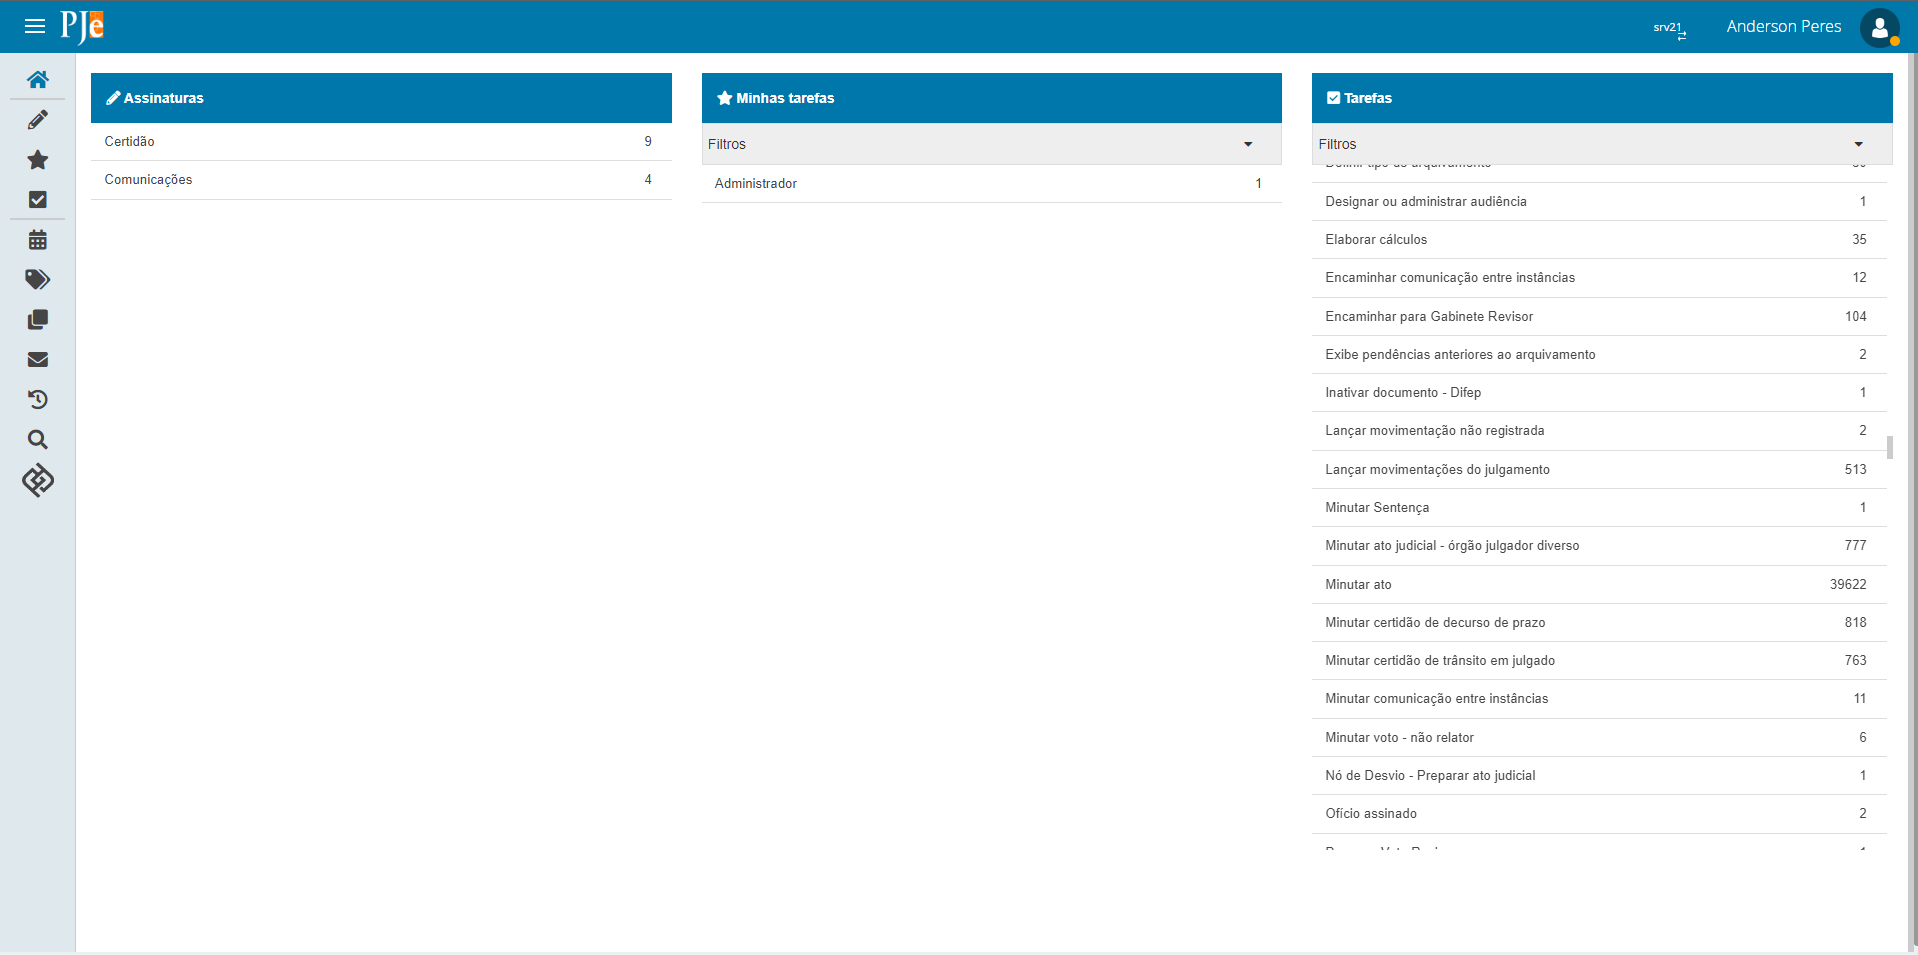 PJe
srv21
Anderson Peres
Assinaturas
Certidão 9
Comunicações 4
Minhas tarefas
Filtros
Administrador 1
Tarefas
Filtros
Definir tipo de arquivamento
Designar ou administrar audiência 1
Elaborar cálculos 35
Encaminhar comunicação entre instâncias 12
Encaminhar para Gabinete Revisor 104
Exibe pendências anteriores ao arquivamento 2
Inativar documento - Difep 1
Lançar movimentação não registrada 2
Lançar movimentações do julgamento 513
Minutar Sentença 1
Minutar ato judicial - órgão julgador diverso 777
Minutar ato 39622
Minutar certidão de decurso de prazo 818
Minutar certidão de trânsito em julgado 763
Minutar comunicação entre instâncias 11
Minutar voto - não relator 6
Nó de Desvio - Preparar ato judicial 1
Ofício assinado 2